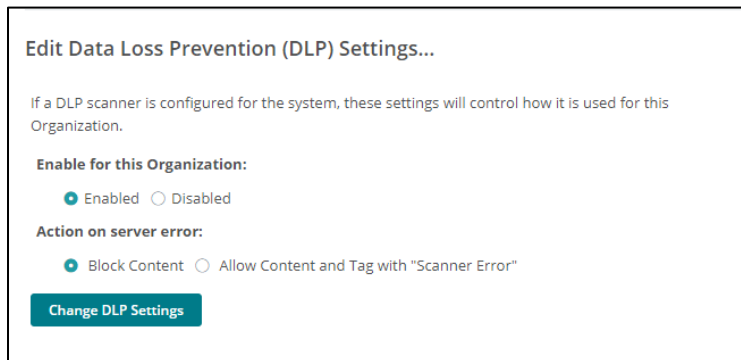 Edit Data Loss Prevention (DLP) Settings...
If a DLP scanner is configured for the system, these settings will control how it is used for this
Organization.
Enable for this Organization:
Enabled Disabled
Action on server error:
Block Content Allow Content and Tag with "Scanner Error"
Change DLP Settings